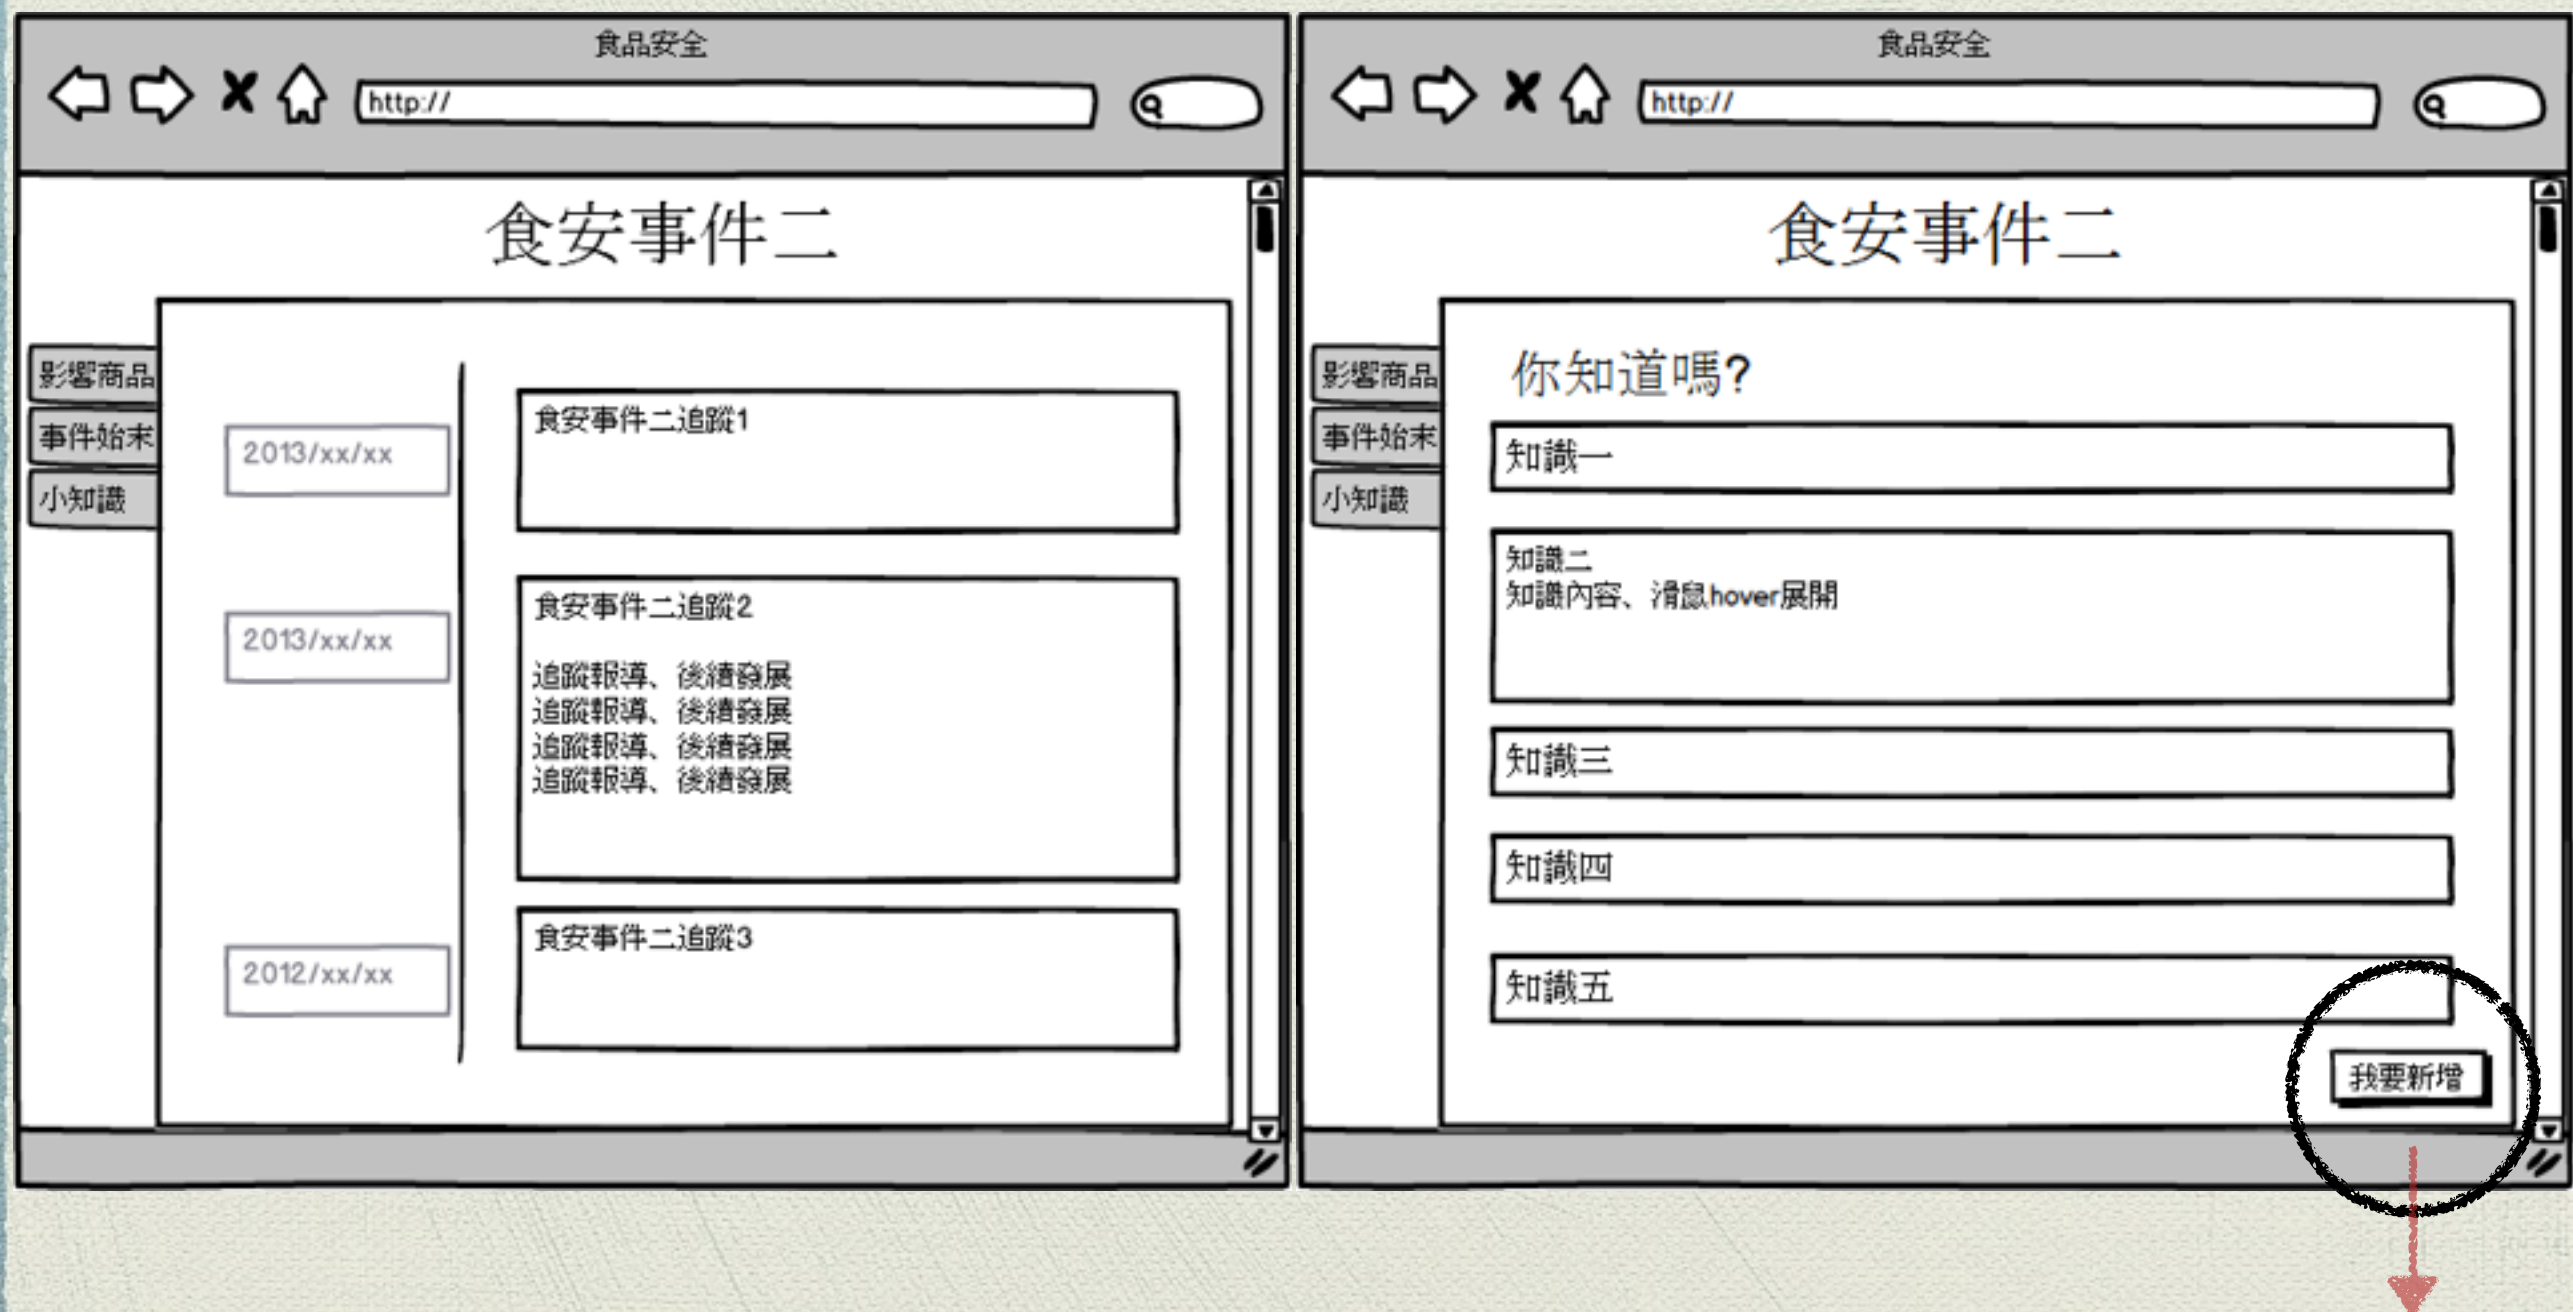 食品安全
http://
食安事件二
影響商品
事件始末
小知識
2013/xx/xx
食安事件二追蹤1
2013/xx/xx
食安事件二追蹤2
追蹤報導、後續發展
追蹤報導、後續發展
追蹤報導、後續發展
追蹤報導、後續發展
2012/xx/xx
食安事件二追蹤3
食品安全
http://
食安事件二
影響商品
事件始末
小知識
你知道嗎?
知識一
知識二
知識內容、滑鼠hover展開
知識三
知識四
知識五
我要新增